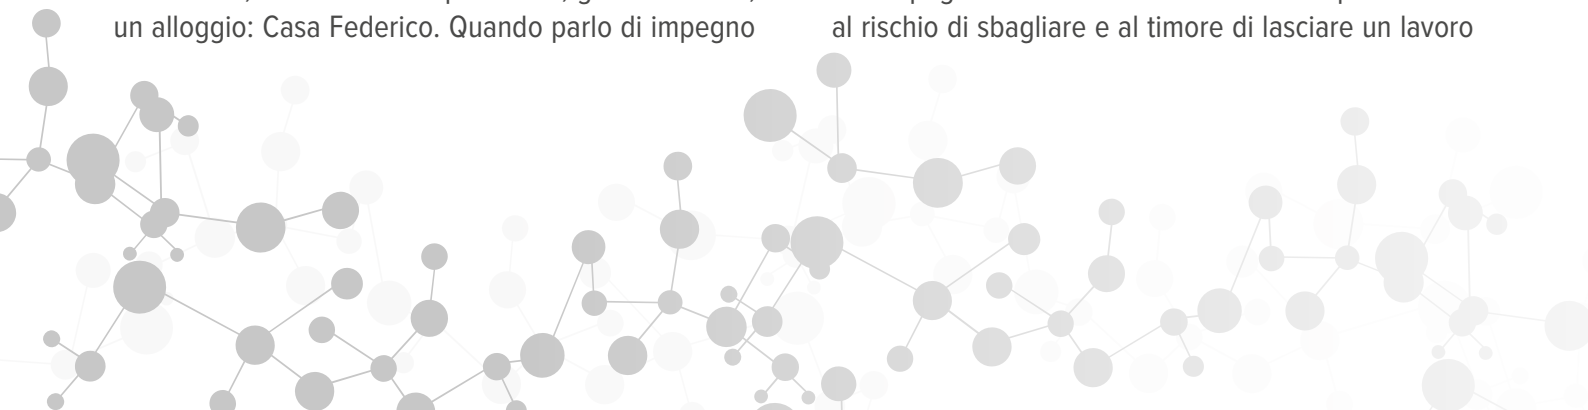 un alloggio: Casa Federico. Quando parlo di impegno
al rischio di sbagliare e al timore di lasciare un lavoro